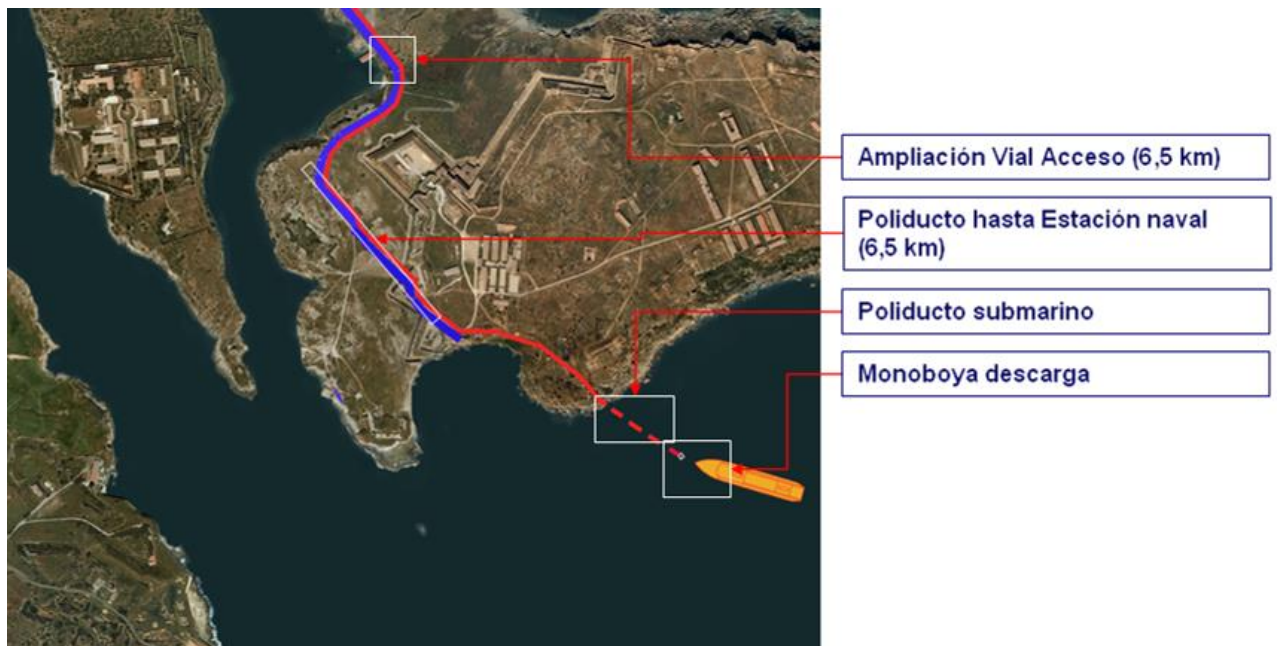 Ampliación Vial Acceso (6,5 km)
Poliducto hasta Estación naval
(6,5 km)
Poliducto submarino
Monoboya descarga